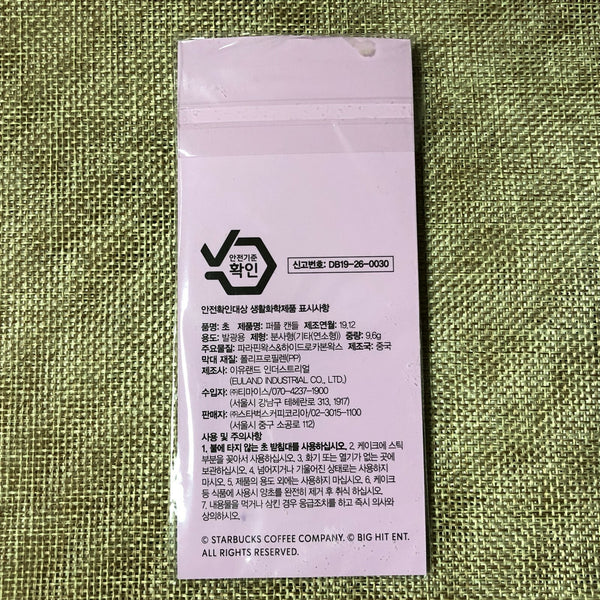 안전기준
확인
신고번호: DB19-26-0030
안전확인대상 생활화학제품 표시사항
품명: 초 제품명: 퍼플 캔들 제조연월: 19.12
용도: 발광용 제형: 분사형(기타(연소형)) 중량: 9.6g
주요물질: 파라핀왁스&하이드로카본왁스 제조국: 중국
막대 재질: 폴리프로필렌(PP)
제조사: 이유랜드 인더스트리얼
(EULAND INDUSTRIAL CO., LTD.)
수입자: ㈜티마이스/070-4237-1900
(서울시 강남구 테헤란로 313, 1917)
판매자: ㈜스타벅스커피코리아/02-3015-1100
(서울시 중구 소공로 112)
사용 및 주의사항
1. 불에 타지 않는 초 받침대를 사용하십시오. 2. 케이크에 스틱
부분을 꽂아서 사용하십시오. 3. 화기 또는 열기가 없는 곳에
보관하십시오. 4. 넘어지거나 기울어진 상태로는 사용하지
마십시오. 5. 제품의 용도 외에는 사용하지 마십시오. 6. 케이크
등 식품에 사용시 양초를 완전히 제거 후 취식 하십시오.
7. 내용물을 먹거나 삼킨 경우 응급조치를 하고 즉시 의사와
상의하시오.
© STARBUCKS COFFEE COMPANY. © BIG HIT ENT.
ALL RIGHTS RESERVED.